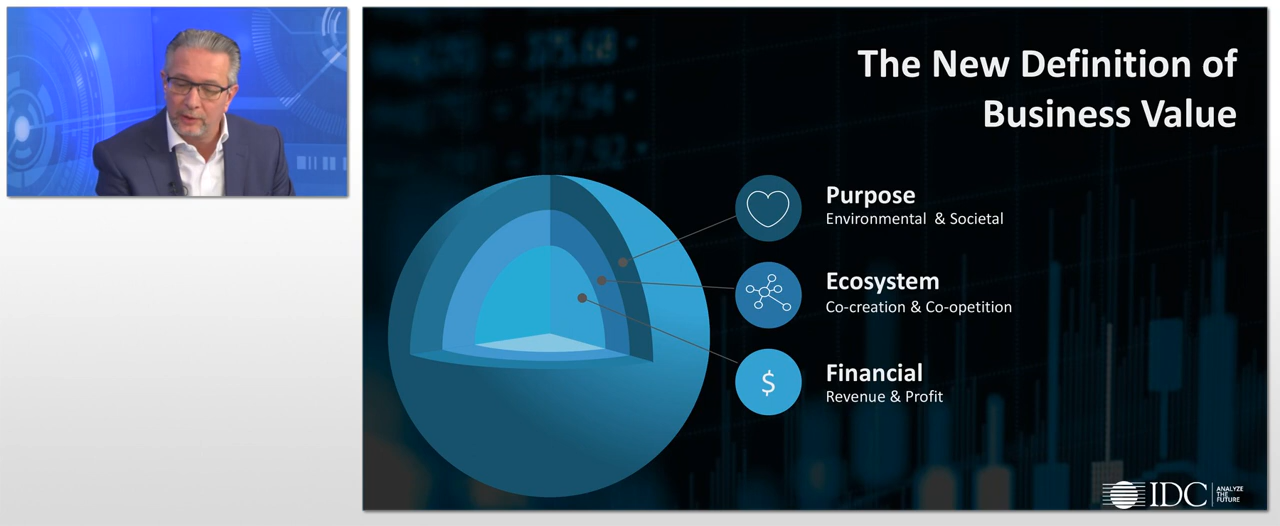 The New Definition of
Business Value
Purpose
Environmental & Societal
Ecosystem
Co-creation & Co-opetition
$
Financial
Revenue & Profit
IDC
ANALYZE
THE
FUTURE